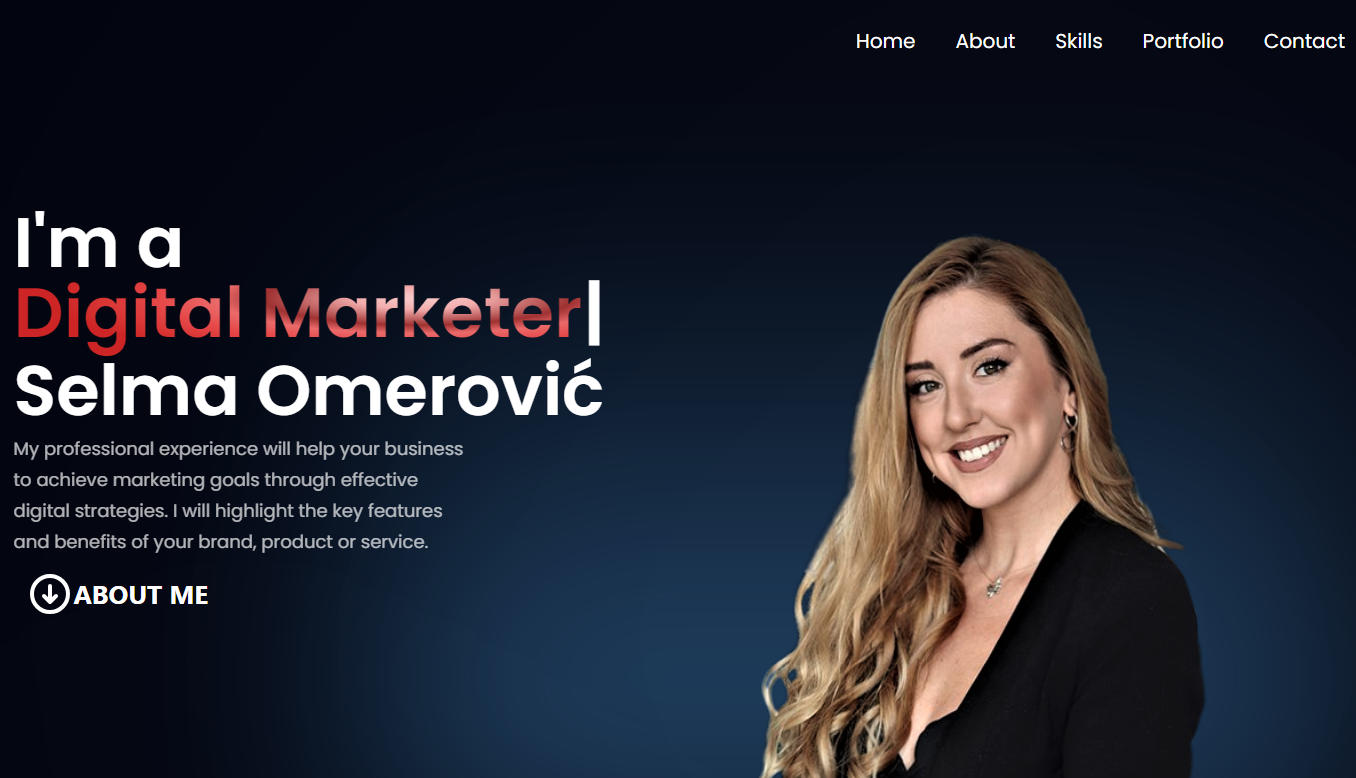 Home About Skills Portfolio Contact
I'm a
Digital Marketer|
Selma Omerović
My professional experience will help your business
to achieve marketing goals through effective
digital strategies. I will highlight the key features
and benefits of your brand, product or service.
ABOUT ME